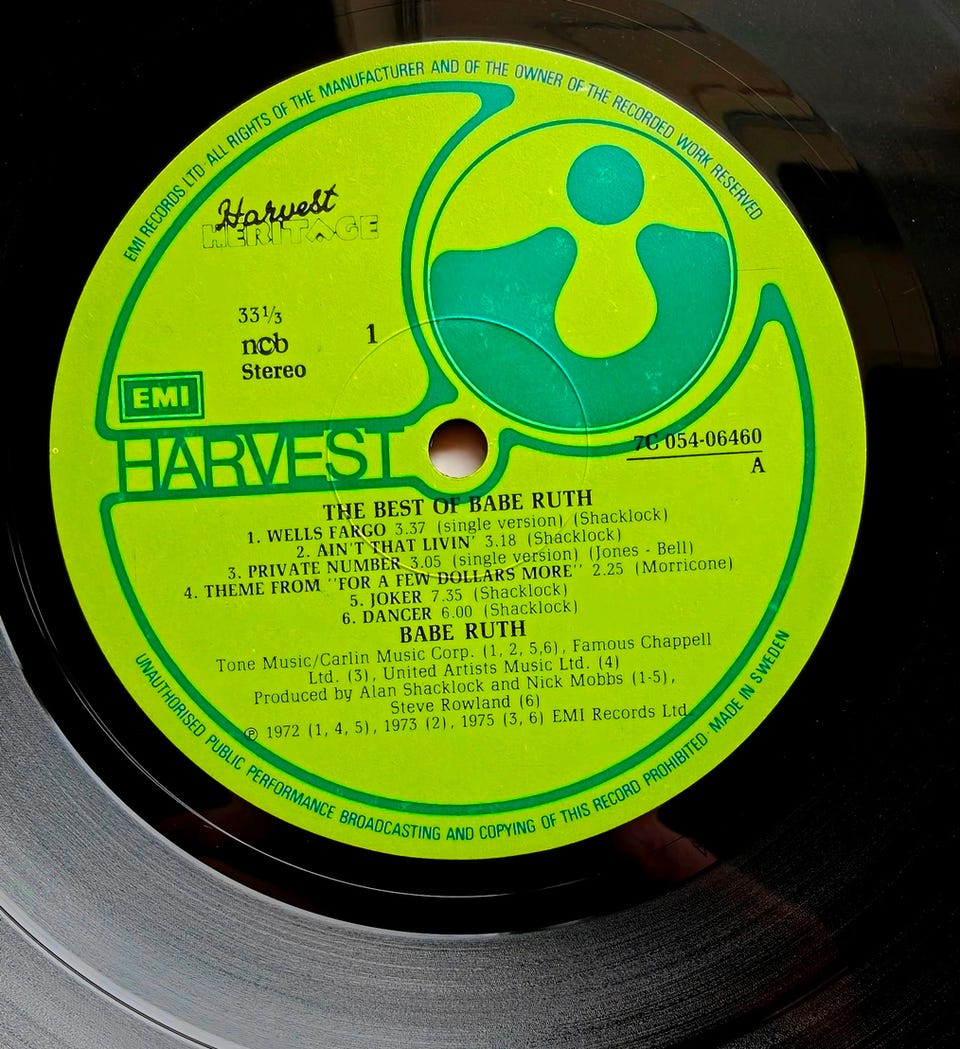 EMI RECORDS LTD · ALL RIGHTS OF THE MANUFACTURER AND OF THE OWNER OF THE RECORDED WORK RESERVED
Harvest
HERITAGE
33⅓
ncb
Stereo
1
EMI
HARVEST
7C 054-06460
A
THE BEST OF BABE RUTH
1. WELLS FARGO 3.37 (single version) (Shacklock)
2. AIN'T THAT LIVIN' 3.18 (Shacklock)
3. PRIVATE NUMBER 3.05 (single version) (Jones - Bell)
4. THEME FROM "FOR A FEW DOLLARS MORE" 2.25 (Morricone)
5. JOKER 7.35 (Shacklock)
6. DANCER 6.00 (Shacklock)
BABE RUTH
Tone Music/Carlin Music Corp. (1, 2, 5,6), Famous Chappell
Ltd. (3), United Artists Music Ltd. (4)
Produced by Alan Shacklock and Nick Mobbs (1-5),
Steve Rowland (6)
℗ 1972 (1, 4, 5), 1973 (2), 1975 (3, 6) EMI Records Ltd
UNAUTHORISED PUBLIC PERFORMANCE BROADCASTING AND COPYING OF THIS RECORD PROHIBITED · MADE IN SWEDEN